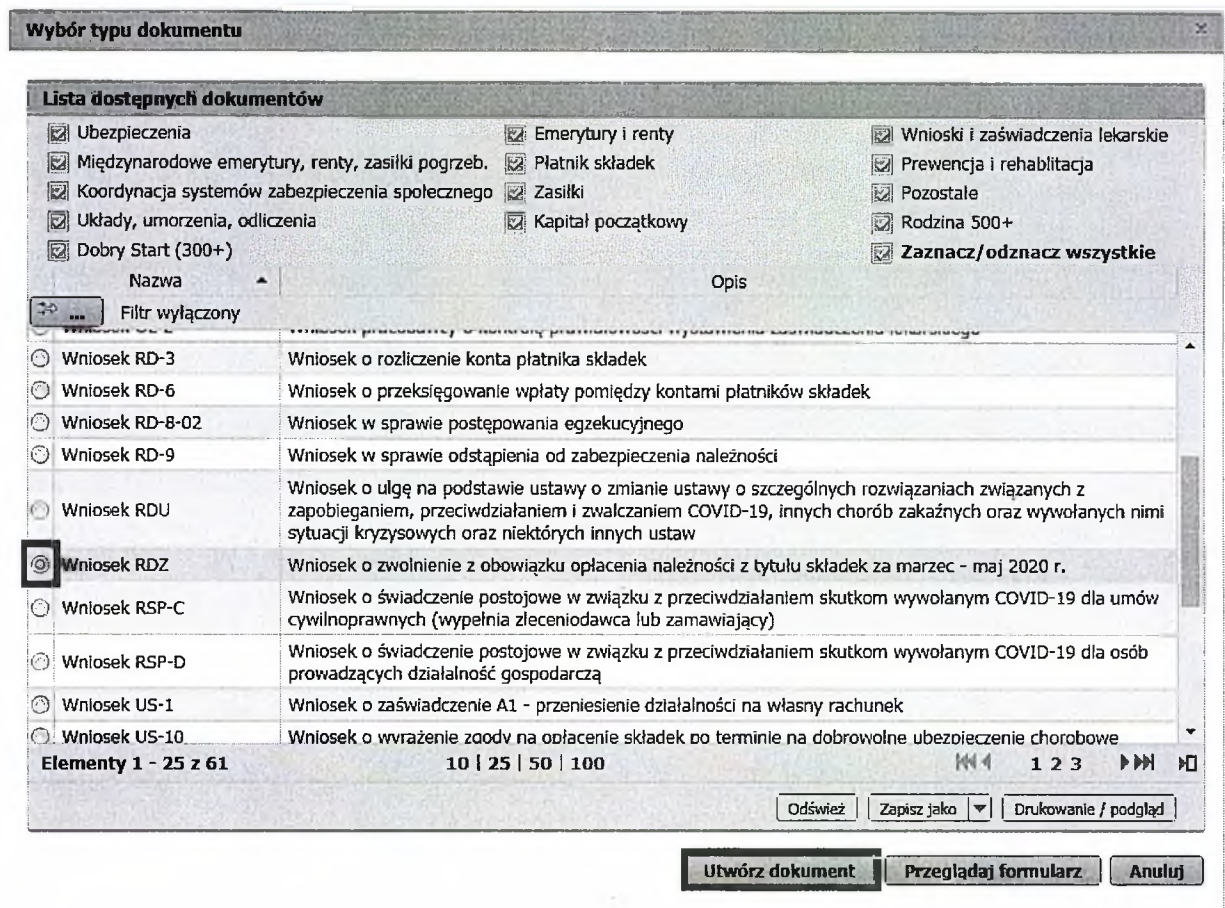 Wybór typu dokumentu
Lista dostępnych dokumentów
Ubezpieczenia
Emerytury i renty
Wnioski i zaświadczenia lekarskie
Międzynarodowe emerytury, renty, zasiłki pogrzeb.
Płatnik składek
Prewencja i rehabilitacja
Koordynacja systemów zabezpieczenia społecznego
Zasiłki
Pozostałe
Układy, umorzenia, odliczenia
Kapitał początkowy
Rodzina 500+
Dobry Start (300+)
Zaznacz/odznacz wszystkie
Nazwa
Opis
...
Filtr wyłączony
Wniosek RD-3
Wniosek o rozliczenie konta płatnika składek
Wniosek RD-6
Wniosek o przeksięgowanie wpłaty pomiędzy kontami płatników składek
Wniosek RD-8-02
Wniosek w sprawie postępowania egzekucyjnego
Wniosek RD-9
Wniosek w sprawie odstąpienia od zabezpieczenia należności
Wniosek RDU
Wniosek o ulgę na podstawie ustawy o zmianie ustawy o szczególnych rozwiązaniach związanych z
zapobieganiem, przeciwdziałaniem i zwalczaniem COVID-19, innych chorób zakaźnych oraz wywołanych nimi
sytuacji kryzysowych oraz niektórych innych ustaw
Wniosek RDZ
Wniosek o zwolnienie z obowiązku opłacenia należności z tytułu składek za marzec - maj 2020 r.
Wniosek RSP-C
Wniosek o świadczenie postojowe w związku z przeciwdziałaniem skutkom wywołanym COVID-19 dla umów
cywilnoprawnych (wypełnia zleceniodawca lub zamawiający)
Wniosek RSP-D
Wniosek o świadczenie postojowe w związku z przeciwdziałaniem skutkom wywołanym COVID-19 dla osób
prowadzących działalność gospodarczą
Wniosek US-1
Wniosek o zaświadczenie A1 - przeniesienie działalności na własny rachunek
Wniosek US-10
Wniosek o wyrażenie zgody na opłacenie składek po terminie na dobrowolne ubezpieczenie chorobowe
Elementy 1 - 25 z 61
10 | 25 | 50 | 100
1 2 3
Odśwież
Zapisz jako
Drukowanie / podgląd
Utwórz dokument
Przeglądaj formularz
Anuluj